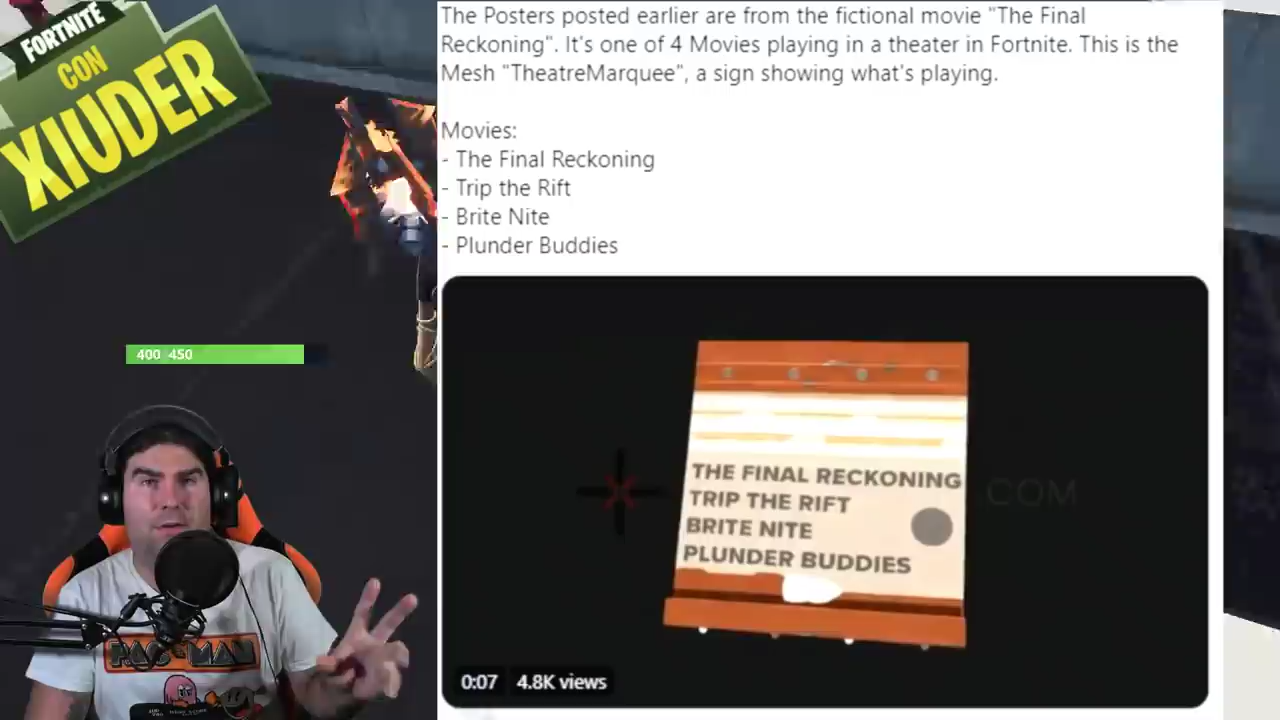 FORTNITE
CON
XIUDER
The Posters posted earlier are from the fictional movie "The Final
Reckoning". It's one of 4 Movies playing in a theater in Fortnite. This is the
Mesh "TheatreMarquee", a sign showing what's playing.
Movies:
- The Final Reckoning
- Trip the Rift
- Brite Nite
- Plunder Buddies
400 450
THE FINAL RECKONING
TRIP THE RIFT
BRITE NITE
PLUNDER BUDDIES
COM
PAC-MAN
0:07 4.8K views